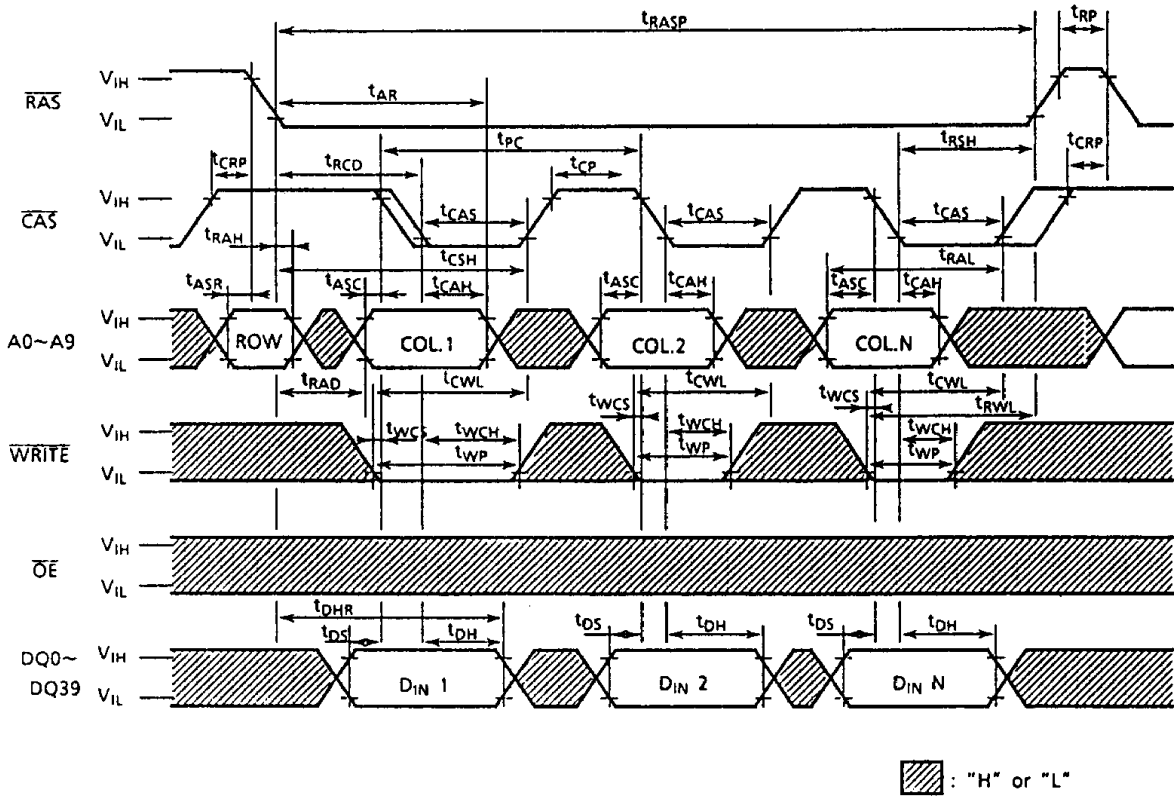 tRASP tRP
RAS VIH VIL tAR
tPC tRSH
tCRP tRCD tCP tCRP
CAS VIH VIL tCAS tCAS tCAS
tRAH tCSH tRAL
tASR tASC tCAH tASC tCAH tASC tCAH
A0~A9 VIH VIL ROW COL.1 COL.2 COL.N
tRAD tCWL tCWL tCWL
tWCS tWCS tRWL
WRITE VIH VIL tWCS tWCH tWCH tWCH
tWP tWP tWP
OE VIH VIL
tDHR
tDS tDH tDS tDH tDS tDH
DQ0~ DQ39 VIH VIL DIN 1 DIN 2 DIN N
: "H" or "L"